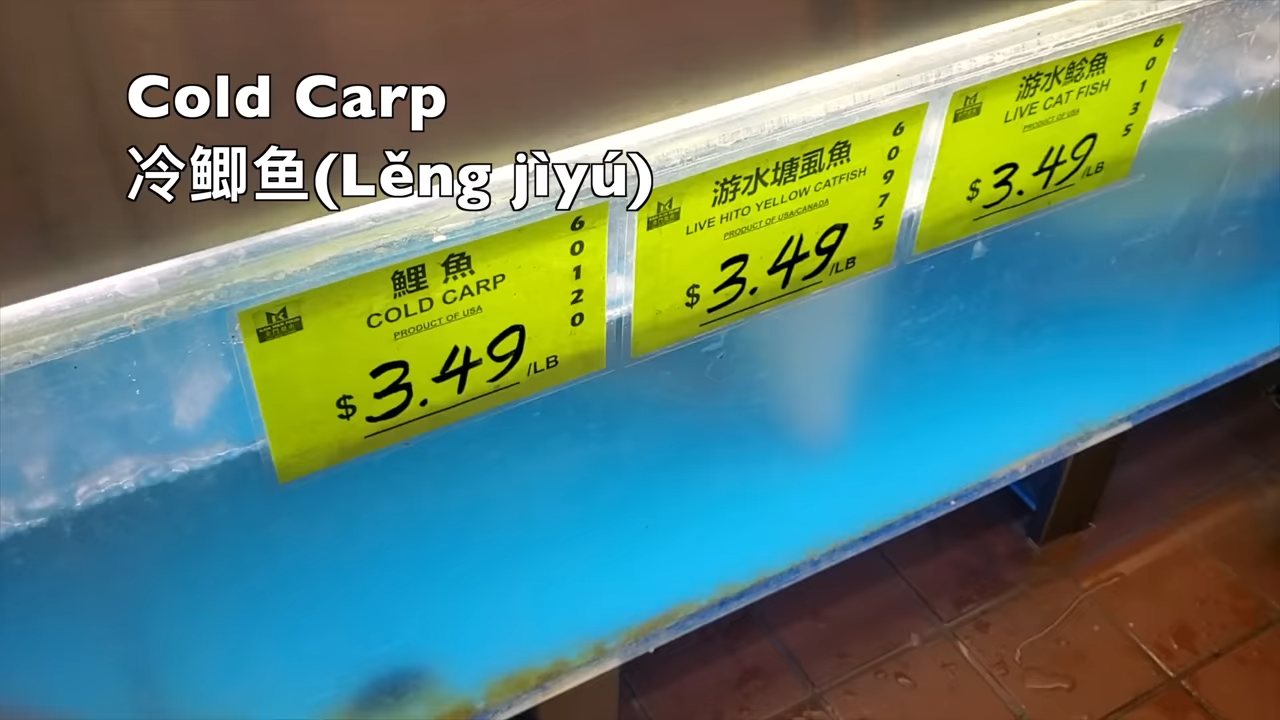 Cold Carp
冷鲫鱼(Lěng jìyú)
鯉魚
COLD CARP
PRODUCT OF USA
$3.49/LB
60120
游水塘虱魚
LIVE HITO YELLOW CATFISH
PRODUCT OF USA/CANADA
$3.49/LB
60975
游水鯰魚
LIVE CAT FISH
PRODUCT OF USA
$3.49/LB
60135